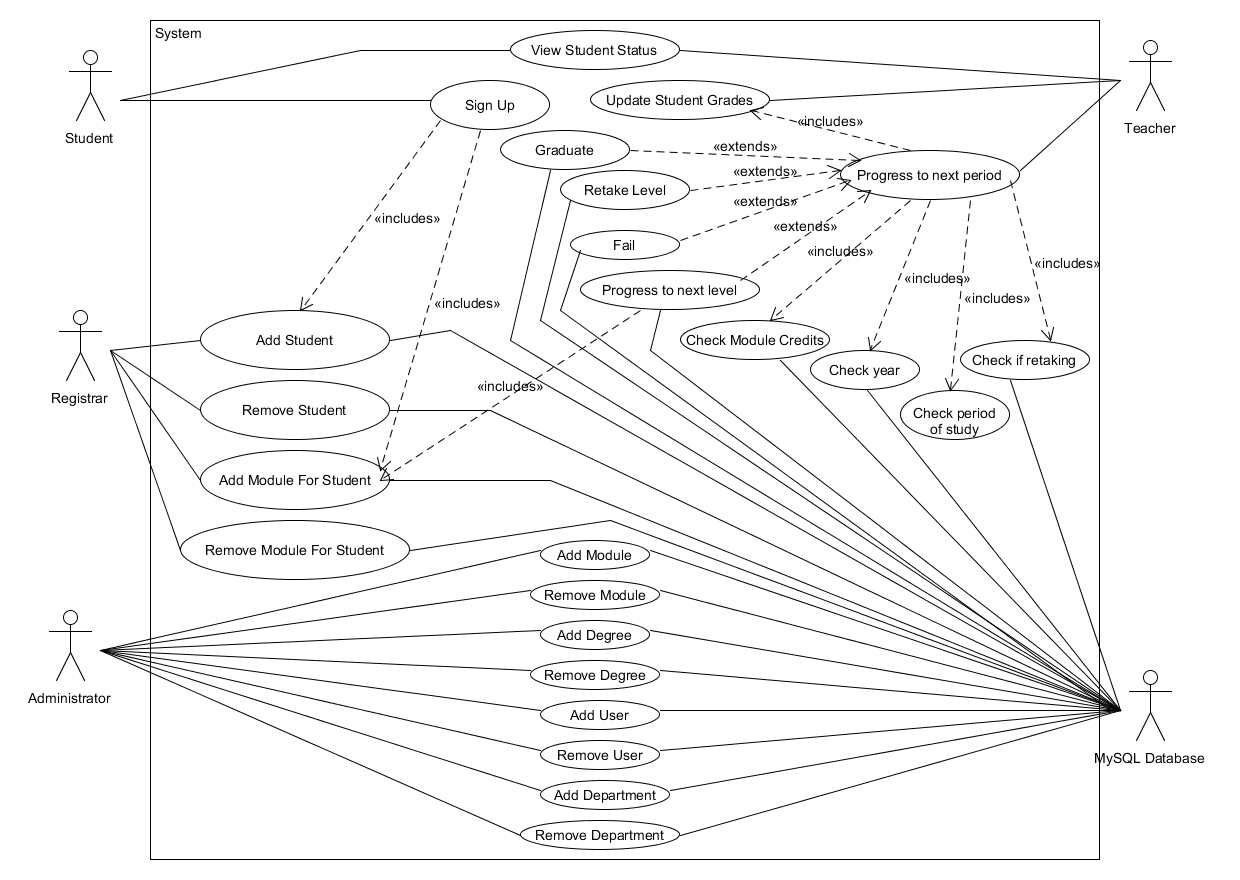 System
View Student Status
Student
Teacher
Sign Up
Update Student Grades
«includes»
Graduate
«extends»
Progress to next period
«extends»
Retake Level
«extends»
«includes»
«extends»
Fail
«includes»
«includes»
«includes»
Progress to next level
«includes»
«includes»
Add Student
Check Module Credits
Check if retaking
Check year
Registrar
«includes»
Remove Student
Check period
of study
Add Module For Student
Remove Module For Student
Add Module
Remove Module
Add Degree
Remove Degree
Administrator
Add User
Remove User
MySQL Database
Add Department
Remove Department